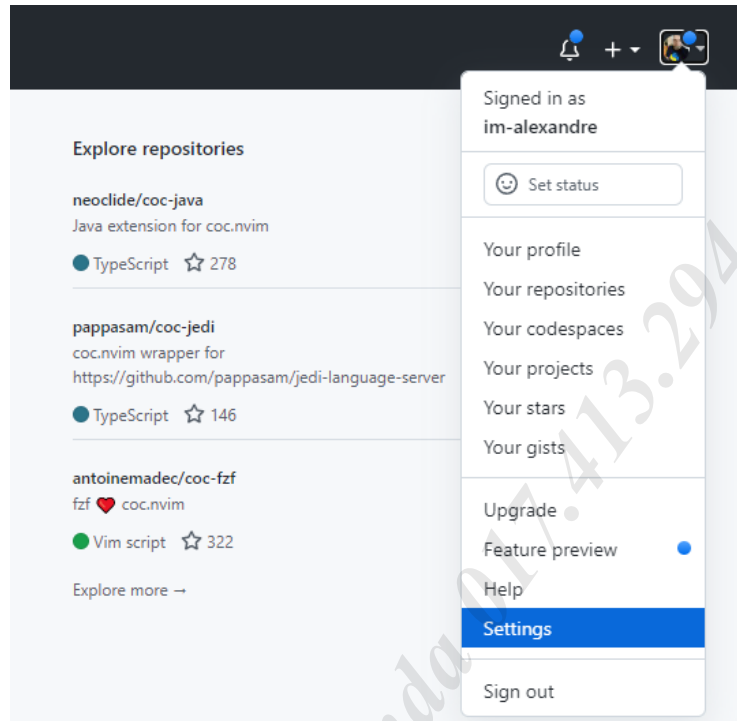 Signed in as
im-alexandre
Set status
Your profile
Your repositories
Your codespaces
Your projects
Your stars
Your gists
Upgrade
Feature preview
Help
Settings
Sign out
Explore repositories
neoclide/coc-java
Java extension for coc.nvim
TypeScript 278
pappasam/coc-jedi
coc.nvim wrapper for
https://github.com/pappasam/jedi-language-server
TypeScript 146
antoinemadec/coc-fzf
fzf ❤️ coc.nvim
Vim script 322
Explore more →